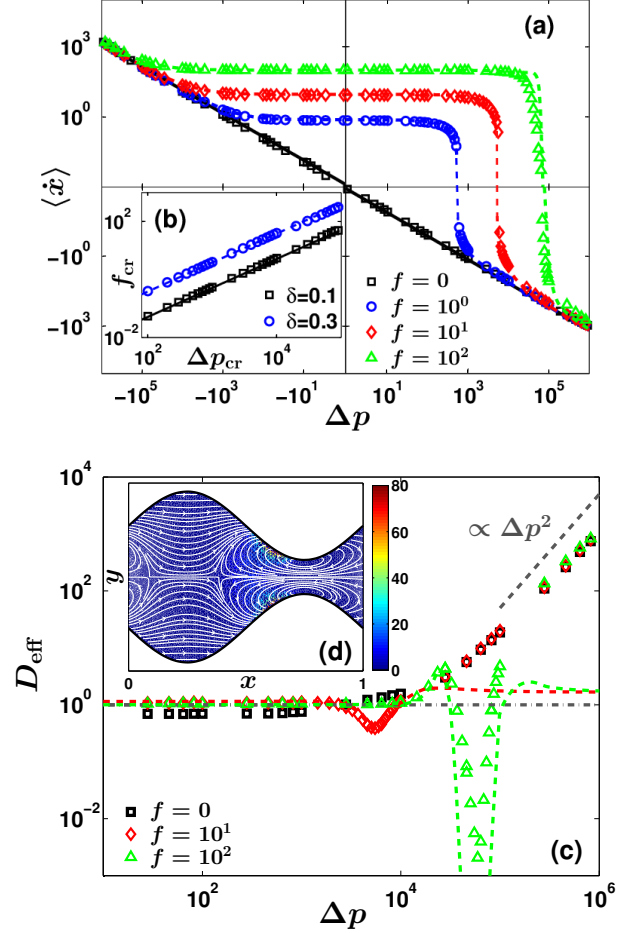 (a)
10^3
10^0
-10^0
-10^3
⟨ẋ⟩
-10^5 -10^3 -10^1 10^1 10^3 10^5
Δp
f = 0
f = 10^0
f = 10^1
f = 10^2
(b)
10^2
10^-2
f_cr
10^2 10^4
Δp_cr
δ=0.1
δ=0.3
10^4
10^2
10^0
10^-2
D_eff
10^2 10^4 10^6
Δp
∝ Δp^2
f = 0
f = 10^1
f = 10^2
(c)
y
0 x 1
(d)
80
60
40
20
0